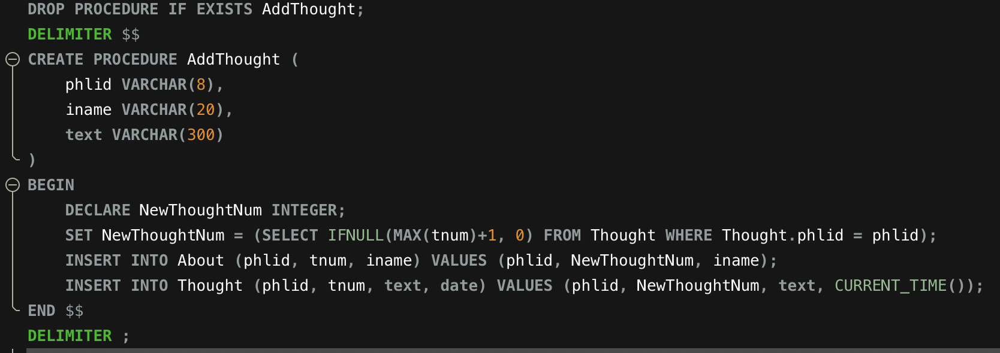 DROP PROCEDURE IF EXISTS AddThought;
DELIMITER $$
CREATE PROCEDURE AddThought (
    phlid VARCHAR(8),
    iname VARCHAR(20),
    text VARCHAR(300)
)
BEGIN
    DECLARE NewThoughtNum INTEGER;
    SET NewThoughtNum = (SELECT IFNULL(MAX(tnum)+1, 0) FROM Thought WHERE Thought.phlid = phlid);
    INSERT INTO About (phlid, tnum, iname) VALUES (phlid, NewThoughtNum, iname);
    INSERT INTO Thought (phlid, tnum, text, date) VALUES (phlid, NewThoughtNum, text, CURRENT_TIME());
END $$
DELIMITER ;